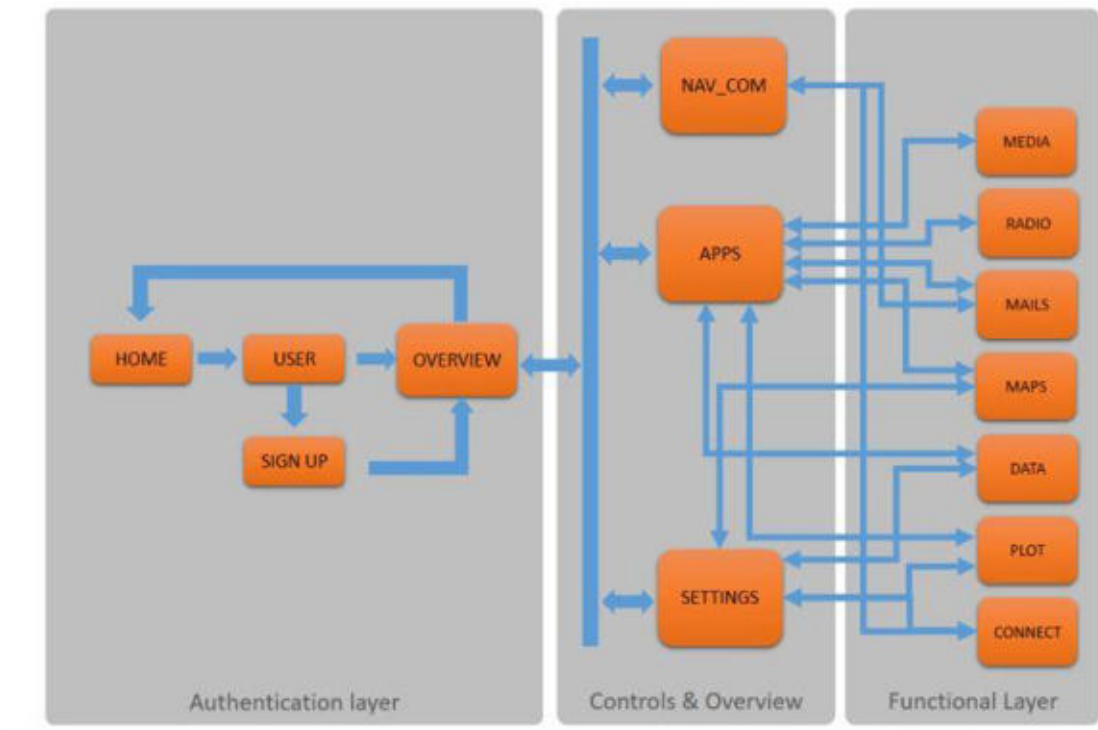 NAV_COM
MEDIA
RADIO
APPS
MAILS
HOME
USER
OVERVIEW
MAPS
SIGN UP
DATA
PLOT
SETTINGS
CONNECT
Authentication layer
Controls & Overview
Functional Layer